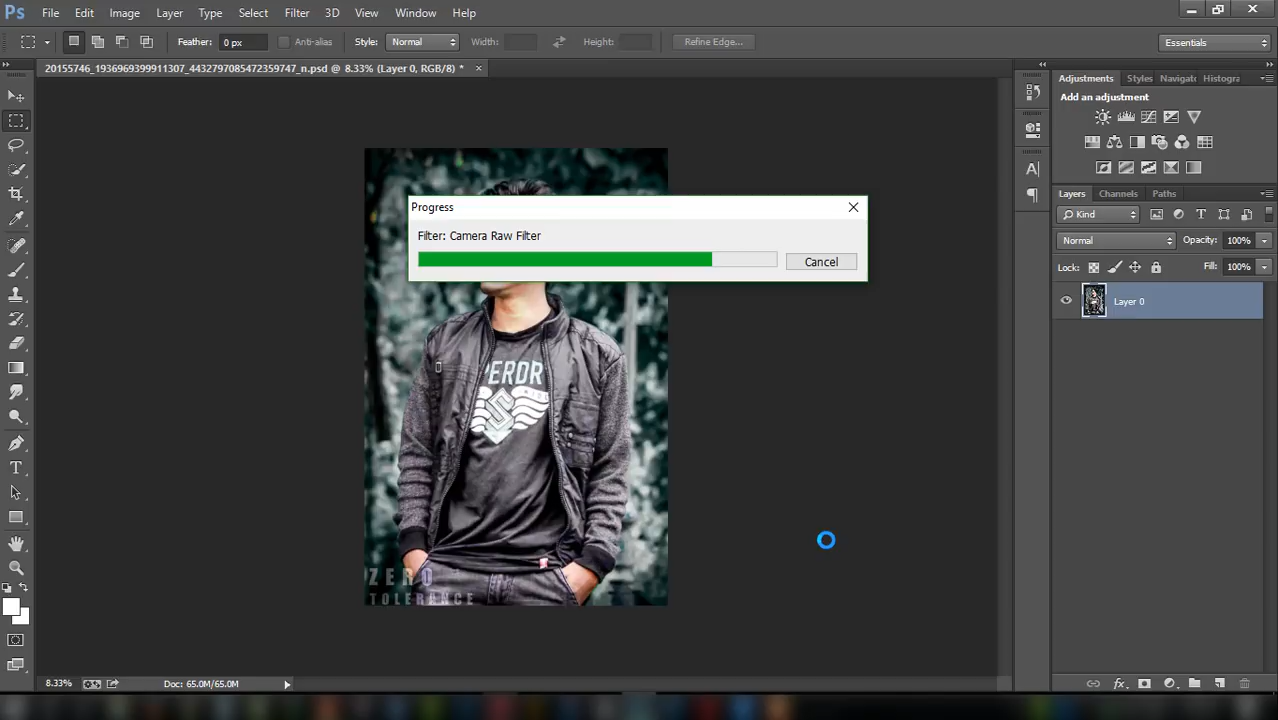 Ps File Edit Image Layer Type Select Filter 3D View Window Help
Feather: 0 px Anti-alias Style: Normal Width: Height: Refine Edge... Essentials
20155746_1936969399911307_4432797085472359747_n.psd @ 8.33% (Layer 0, RGB/8) * ×
Adjustments Styles Navigato Histogra
Add an adjustment
Progress
Filter: Camera Raw Filter
Cancel
Layers Channels Paths
Kind
Normal Opacity: 100%
Lock: Fill: 100%
Layer 0
PERDR
S
ZERO
TOLERANCE
8.33% Doc: 65.0M/65.0M